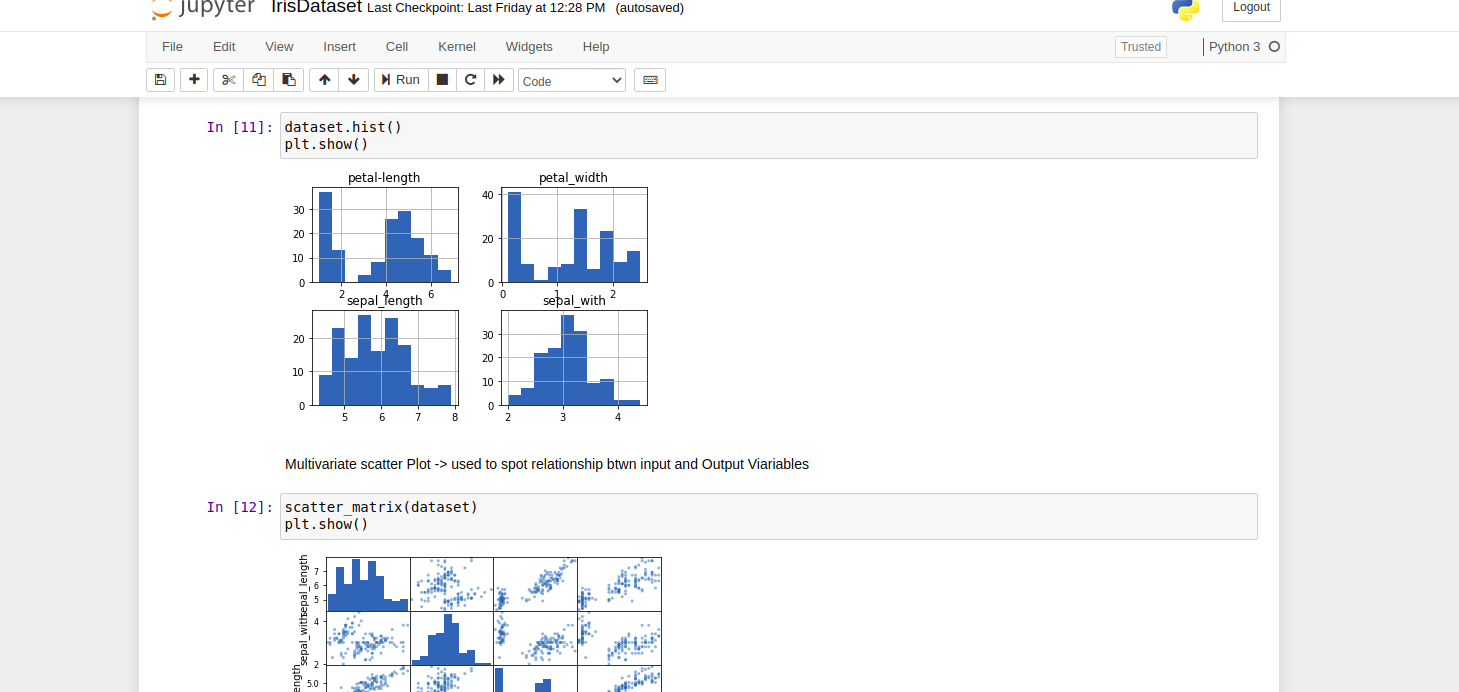 jupyter IrisDataset Last Checkpoint: Last Friday at 12:28 PM (autosaved) Logout
File Edit View Insert Cell Kernel Widgets Help Trusted Python 3
Run Code
In [11]: dataset.hist()
plt.show()
petal-length petal_width
30
20
10
0
2 4 6
40
20
0
0 1 2
sepal_length sepal_with
20
10
0
5 6 7 8
30
20
10
0
2 3 4
Multivariate scatter Plot -> used to spot relationship btwn input and Output Viariables
In [12]: scatter_matrix(dataset)
plt.show()
sepal_length
7
6
5
sepal_with
4
2
ength
5.0